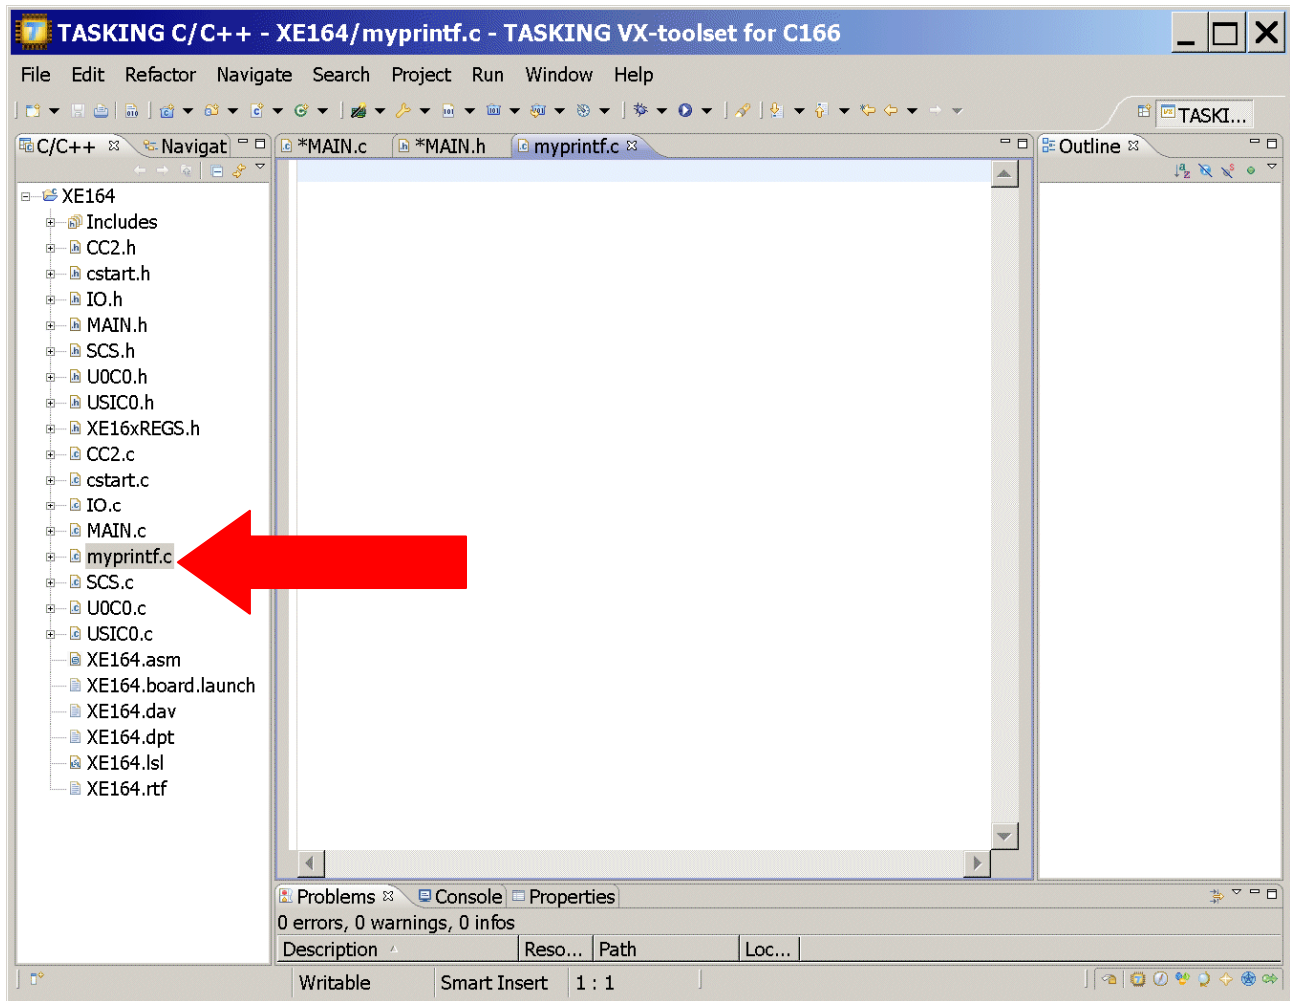 TASKING C/C++ - XE164/myprintf.c - TASKING VX-toolset for C166
File Edit Refactor Navigate Search Project Run Window Help
TASKI...
C/C++ Navigat
*MAIN.c *MAIN.h myprintf.c
Outline
XE164
Includes
CC2.h
cstart.h
IO.h
MAIN.h
SCS.h
U0C0.h
USIC0.h
XE16xREGS.h
CC2.c
cstart.c
IO.c
MAIN.c
myprintf.c
SCS.c
U0C0.c
USIC0.c
XE164.asm
XE164.board.launch
XE164.dav
XE164.dpt
XE164.lsl
XE164.rtf
Problems Console Properties
0 errors, 0 warnings, 0 infos
Description Reso... Path Loc...
Writable Smart Insert 1 : 1